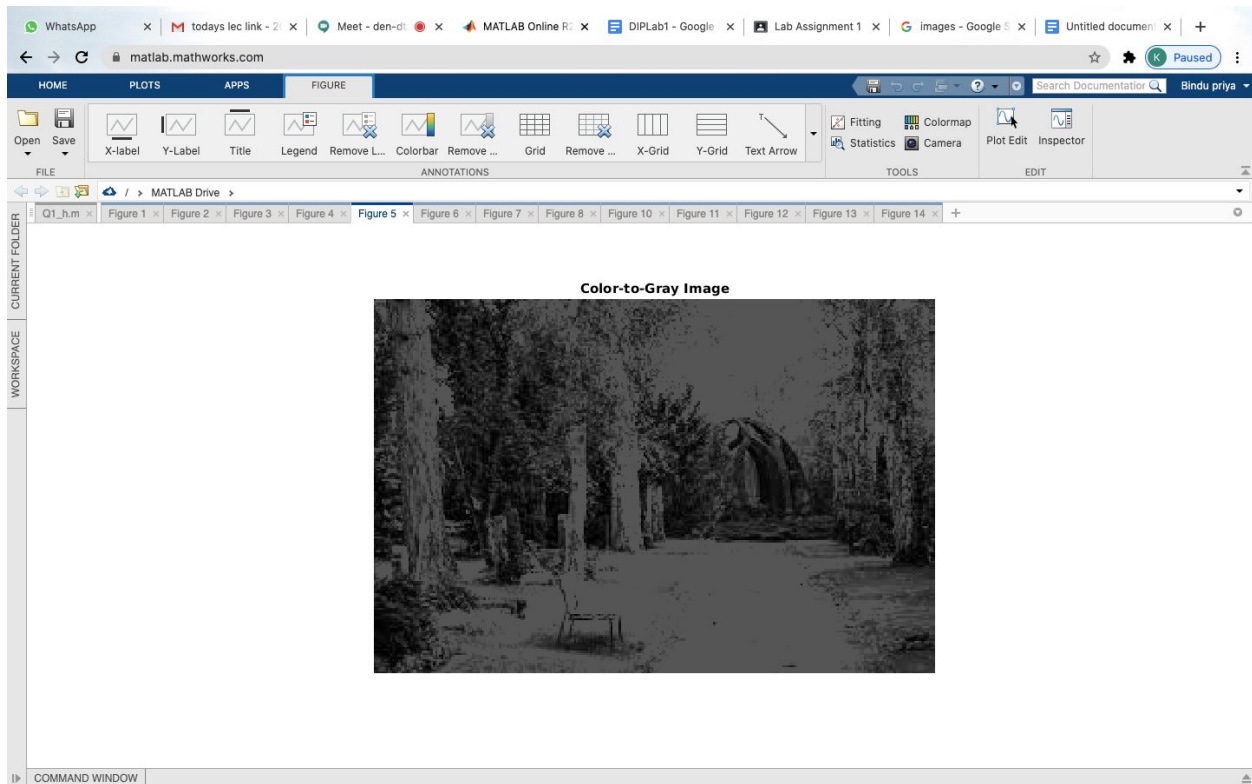 WhatsApp
todays lec link - 2
Meet - den-dt
MATLAB Online R2
DIPLab1 - Google
Lab Assignment 1
images - Google S
Untitled documen
matlab.mathworks.com
K Paused
HOME PLOTS APPS FIGURE
Search Documentation
Bindu priya
Open Save
X-label Y-Label Title Legend Remove L... Colorbar Remove ... Grid Remove ... X-Grid Y-Grid Text Arrow
Fitting Colormap
Statistics Camera
Plot Edit Inspector
FILE ANNOTATIONS TOOLS EDIT
/ > MATLAB Drive >
Q1_h.m Figure 1 Figure 2 Figure 3 Figure 4 Figure 5 Figure 6 Figure 7 Figure 8 Figure 10 Figure 11 Figure 12 Figure 13 Figure 14
CURRENT FOLDER
WORKSPACE
Color-to-Gray Image
COMMAND WINDOW